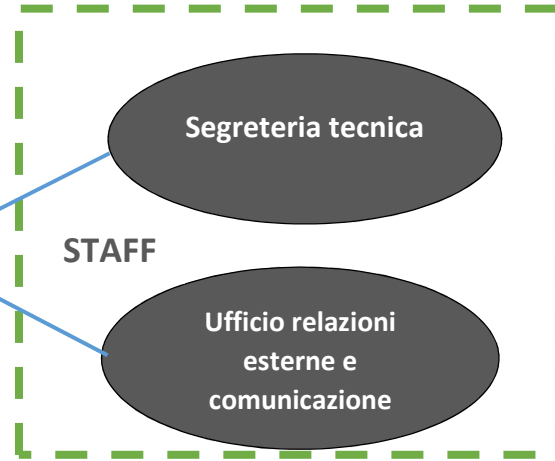 Segreteria tecnica
STAFF
Ufficio relazioni
esterne e
comunicazione